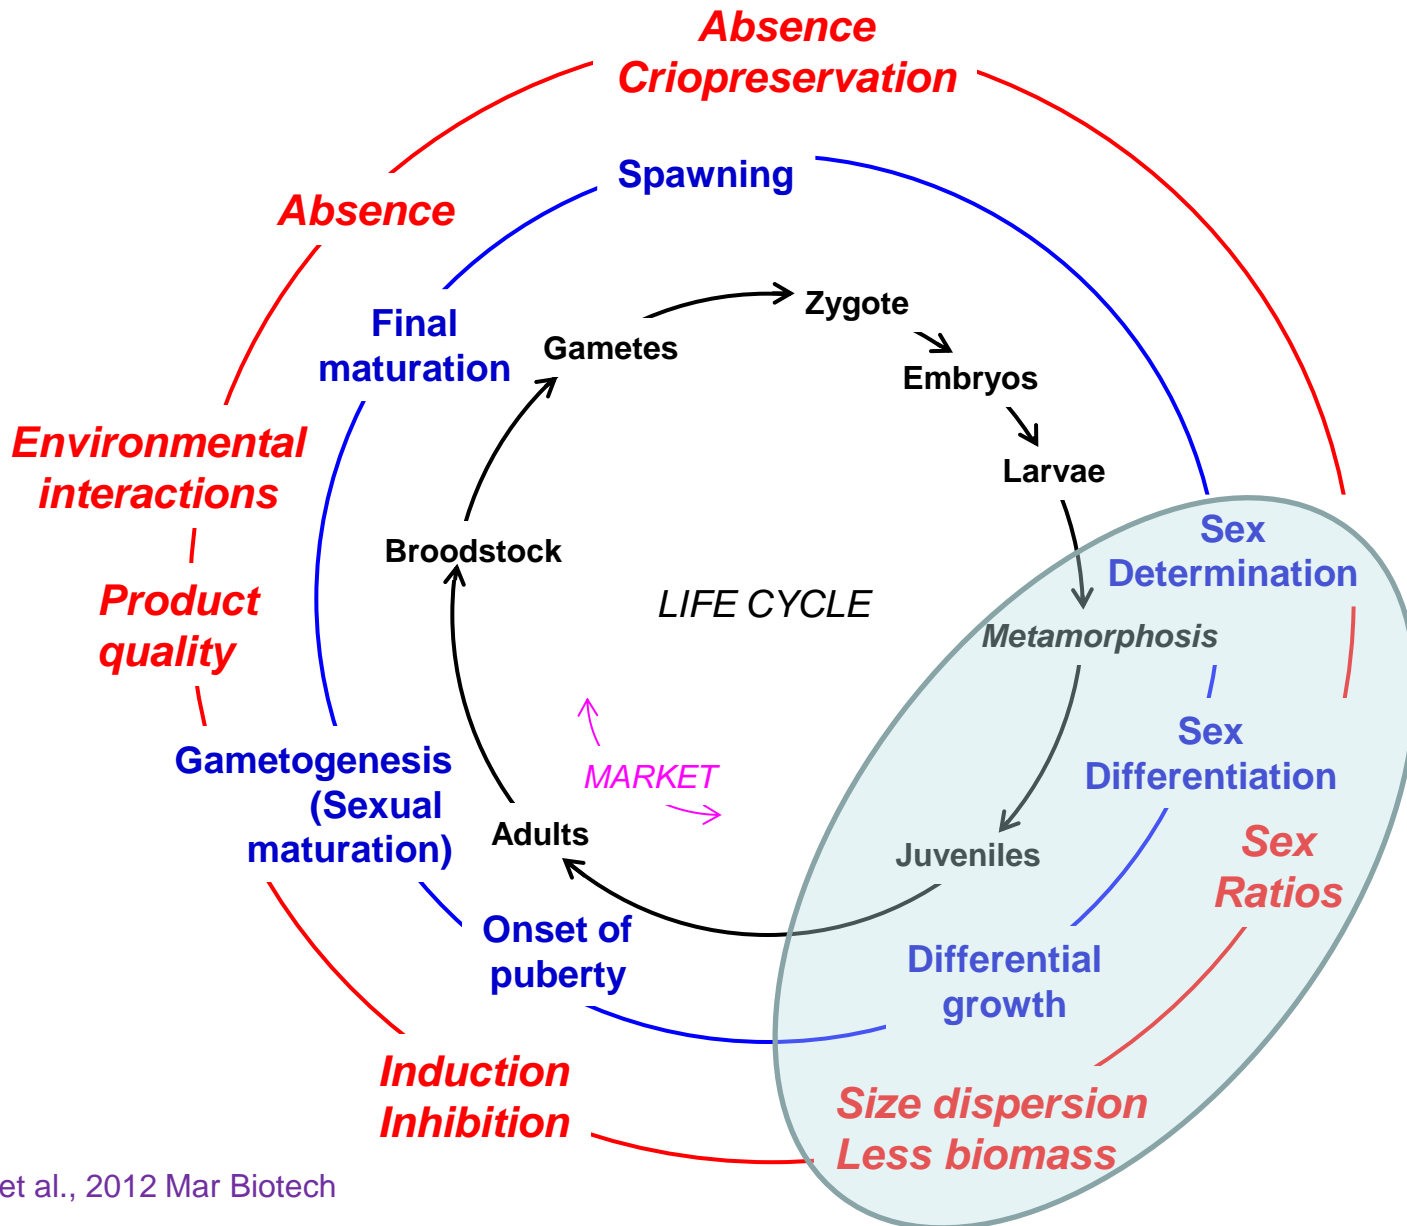 Absence
Criopreservation
Spawning
Absence
Zygote
Final
maturation
Gametes
Embryos
Environmental
interactions
Larvae
Sex
Determination
Broodstock
Product
quality
LIFE CYCLE
Metamorphosis
Sex
Differentiation
Gametogenesis
(Sexual
maturation)
MARKET
Adults
Juveniles
Sex
Ratios
Onset of
puberty
Differential
growth
Induction
Inhibition
Size dispersion
Less biomass
et al., 2012 Mar Biotech